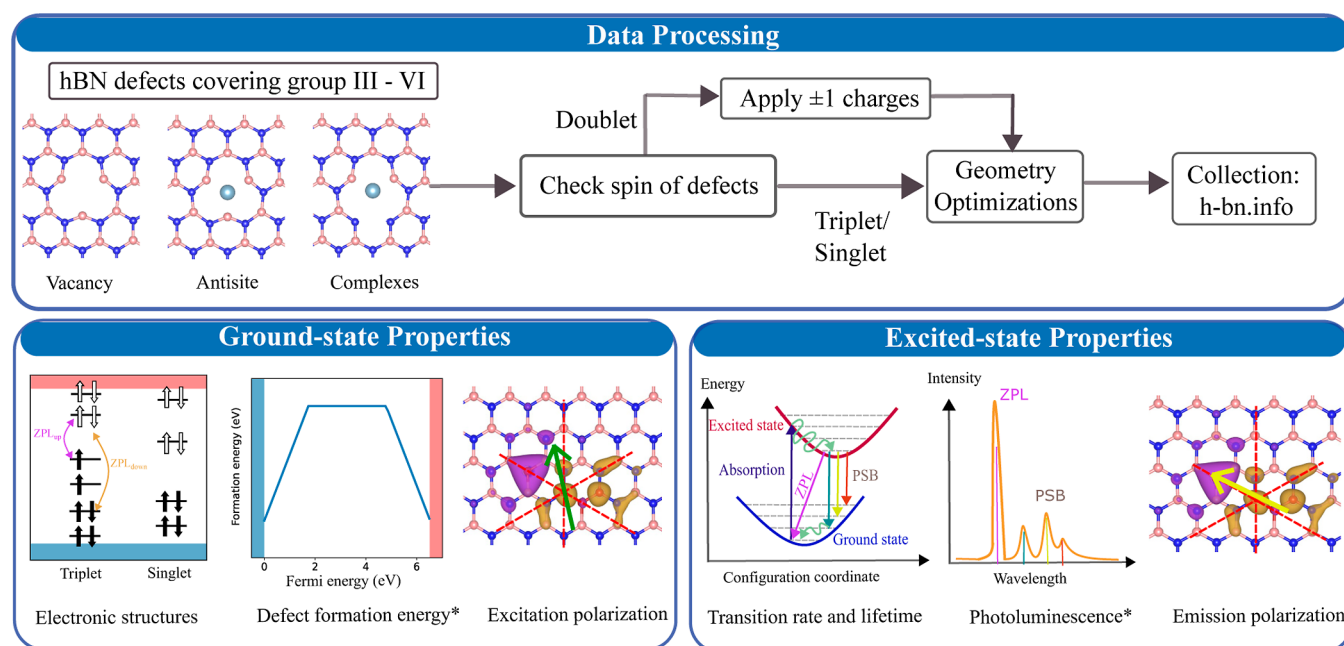 Data Processing
hBN defects covering group III - VI
Vacancy
Antisite
Complexes
Doublet
Apply ±1 charges
Check spin of defects
Triplet/
Singlet
Geometry
Optimizations
Collection:
h-bn.info
Ground-state Properties
ZPLup
ZPLdown
Triplet
Singlet
Electronic structures
Formation energy (eV)
0
2
4
6
Fermi energy (eV)
Defect formation energy*
Excitation polarization
Excited-state Properties
Energy
Excited state
Absorption
ZPL
PSB
Ground state
Configuration coordinate
Transition rate and lifetime
Intensity
ZPL
PSB
Wavelength
Photoluminescence*
Emission polarization